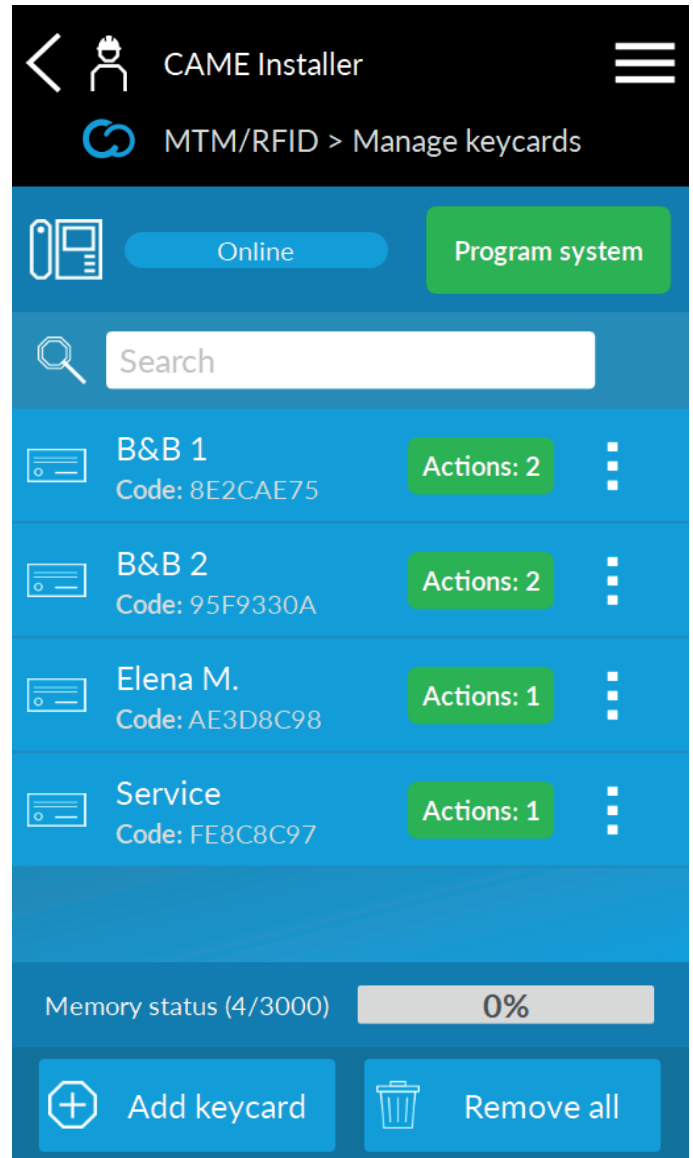 CAME Installer
MTM/RFID > Manage keycards
Online
Program system
Search
B&B 1
Code: 8E2CAE75
Actions: 2
B&B 2
Code: 95F9330A
Actions: 2
Elena M.
Code: AE3D8C98
Actions: 1
Service
Code: FE8C8C97
Actions: 1
Memory status (4/3000)
0%
Add keycard
Remove all